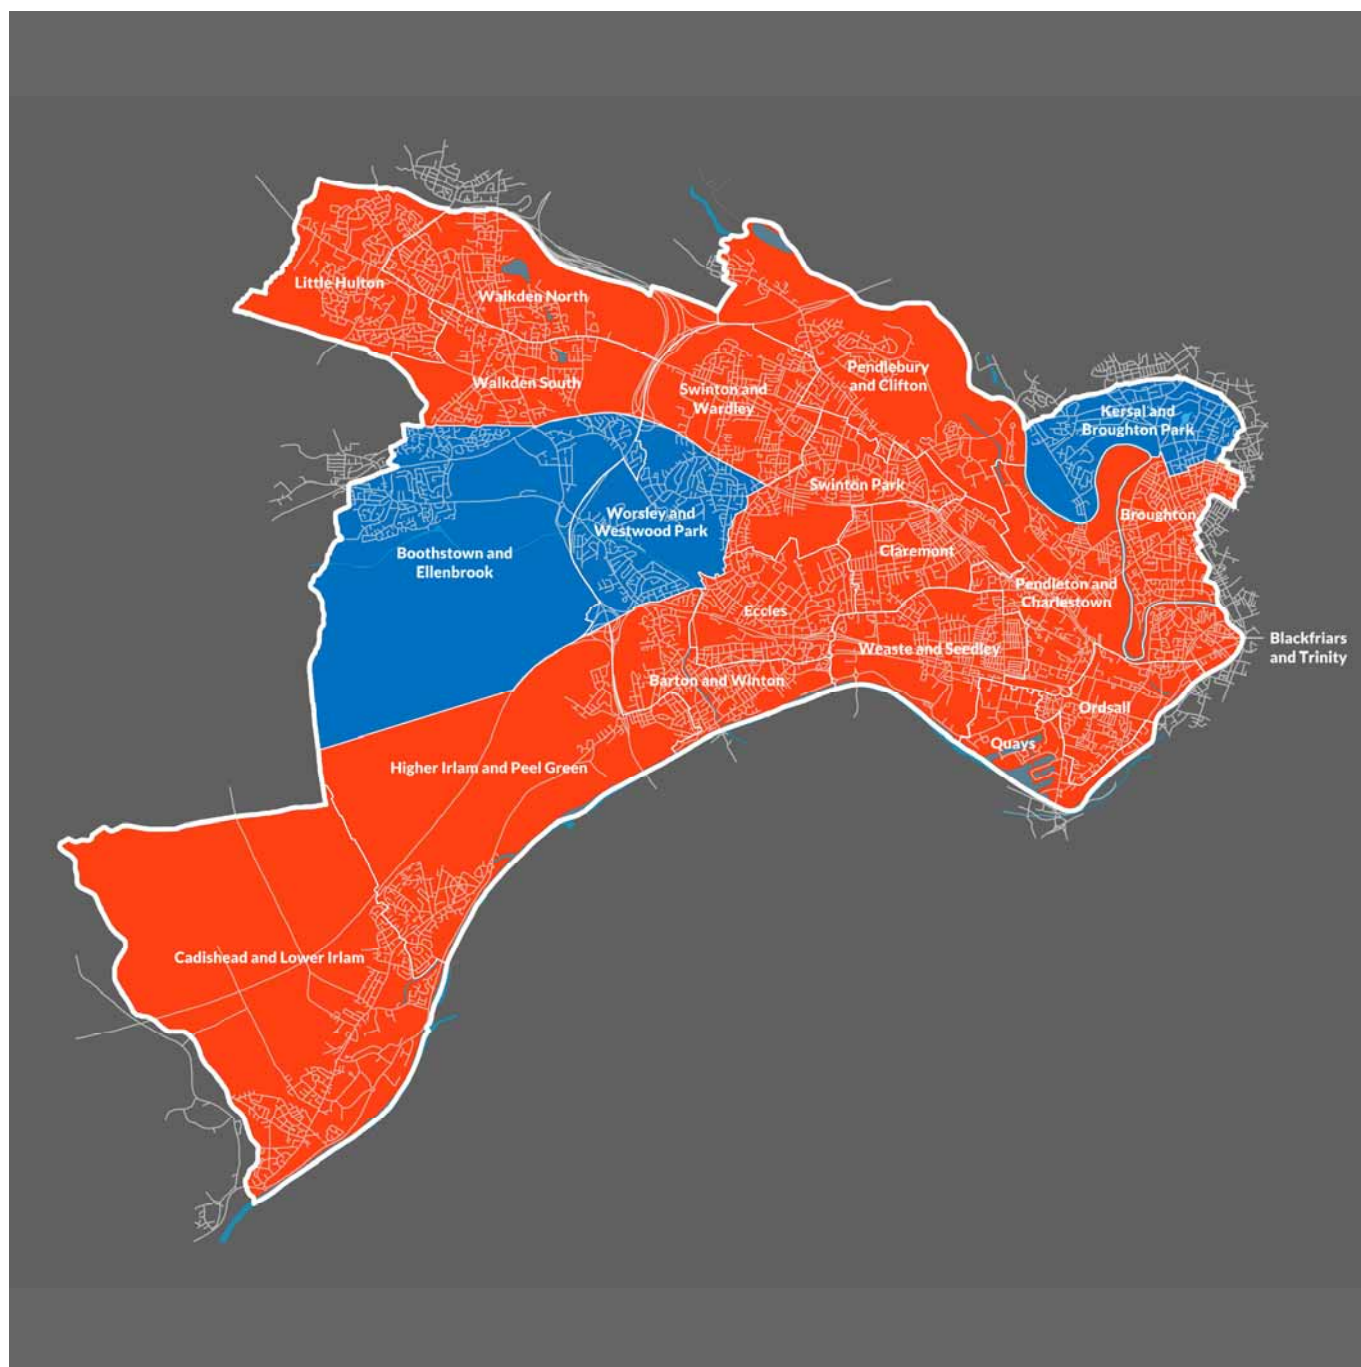 Little Hulton
Walkden North
Walkden South
Swinton and
Wardley
Pendlebury
and Clifton
Kersal and
Broughton Park
Swinton Park
Broughton
Worsley and
Westwood Park
Boothstown and
Ellenbrook
Claremont
Pendleton and
Charlestown
Eccles
Blackfriars
and Trinity
Weaste and Seedley
Barton and Winton
Ordsall
Quays
Higher Irlam and Peel Green
Cadishead and Lower Irlam